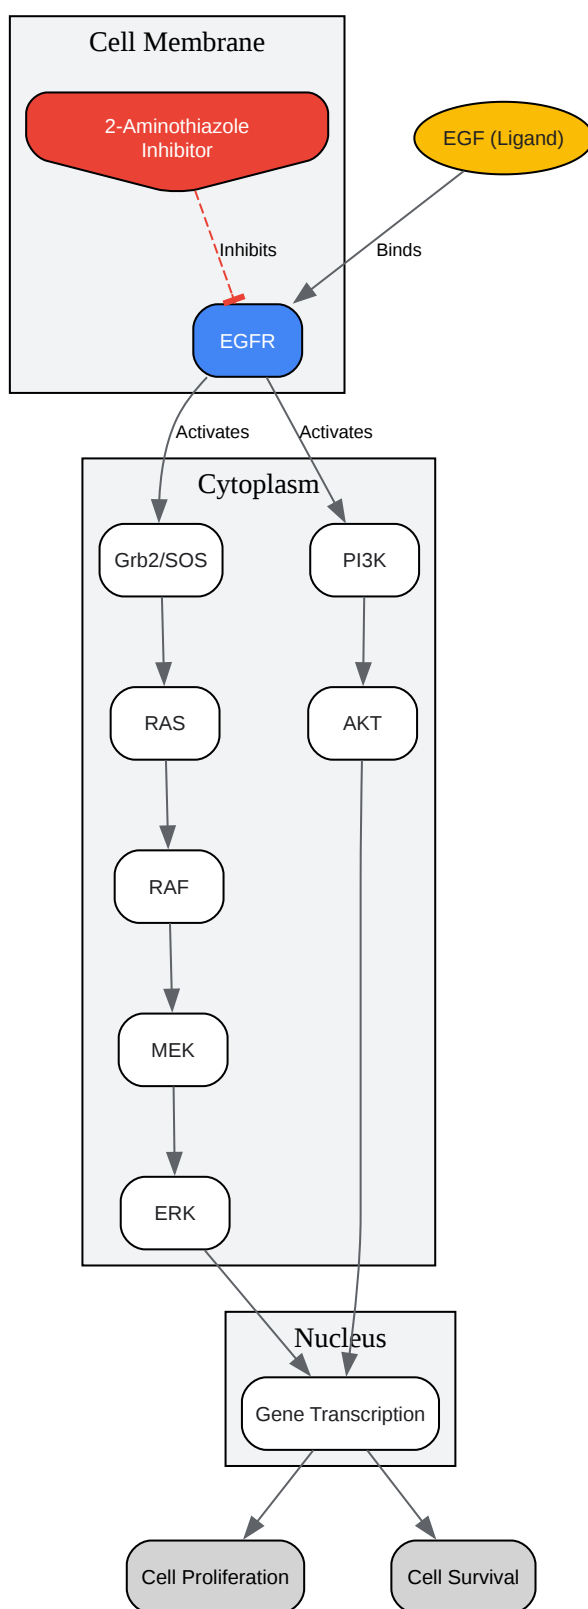 Cell Membrane
2-Aminothiazole
Inhibitor
EGF (Ligand)
Inhibits
Binds
EGFR
Activates
Activates
Cytoplasm
Grb2/SOS
PI3K
RAS
AKT
RAF
MEK
ERK
Nucleus
Gene Transcription
Cell Proliferation
Cell Survival